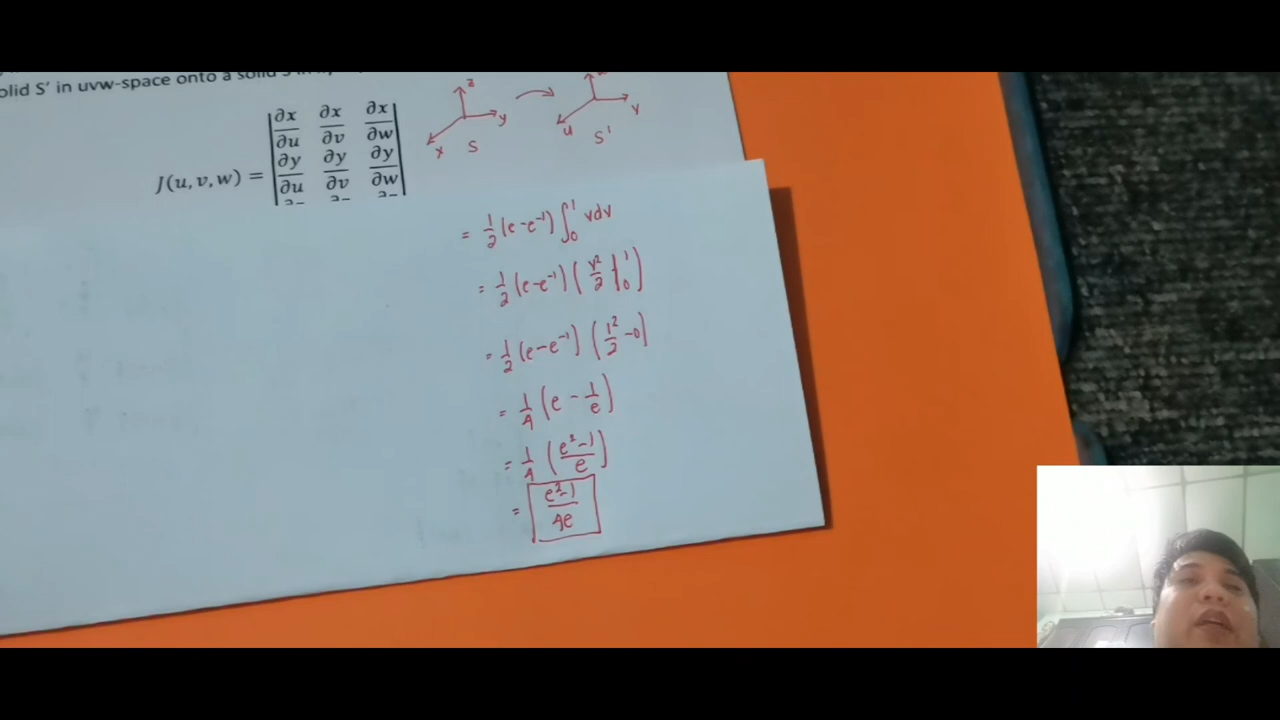 olid S' in uvw-space onto a solid S
J(u, v, w) = | ∂x/∂u ∂x/∂v ∂x/∂w |
| ∂y/∂u ∂y/∂v ∂y/∂w |
z
y
x
S
v
u
S'
= 1/2 (e-e⁻¹) ∫₀¹ vdv
= 1/2 (e-e⁻¹) ( v²/2 |₀¹ )
= 1/2 (e-e⁻¹) ( 1²/2 -0 )
= 1/4 ( e - 1/e )
= 1/4 ( e²-1/e )
= e²-1/4e